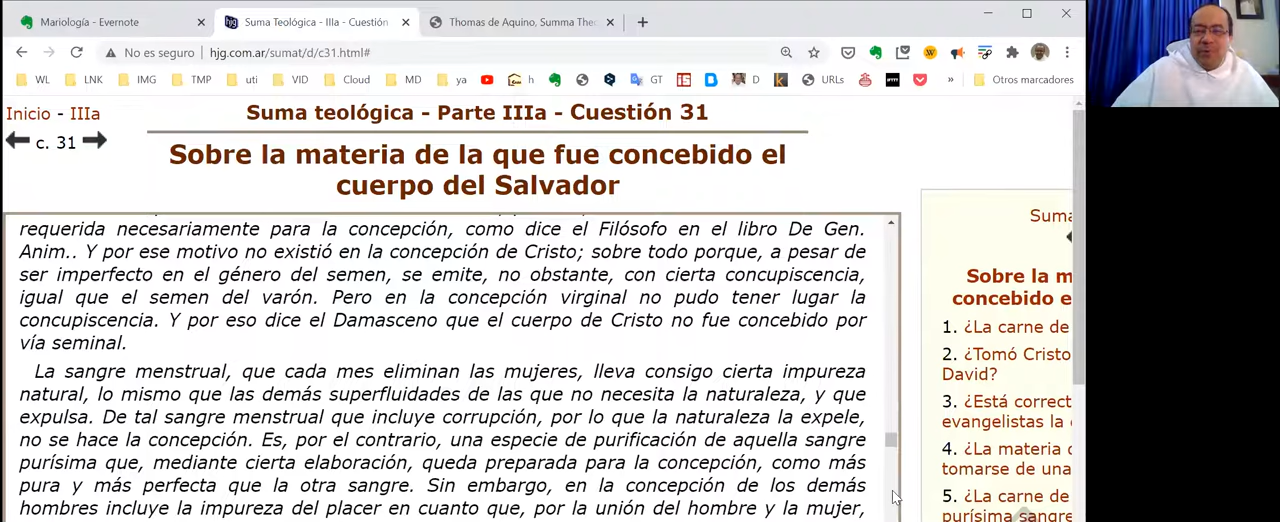 Mariología - Evernote
Suma Teológica - IIIa - Cuestión
Thomas de Aquino, Summa The
No es seguro
hjg.com.ar/sumat/d/c31.html#
WL
LNK
IMG
TMP
uti
VID
Cloud
MD
ya
h
GT
D
URLs
Otros marcadores
Inicio - IIIa
c. 31
Suma teológica - Parte IIIa - Cuestión 31
Sobre la materia de la que fue concebido el
cuerpo del Salvador
requerida necesariamente para la concepción, como dice el Filósofo en el libro De Gen.
Anim.. Y por ese motivo no existió en la concepción de Cristo; sobre todo porque, a pesar de
ser imperfecto en el género del semen, se emite, no obstante, con cierta concupiscencia,
igual que el semen del varón. Pero en la concepción virginal no pudo tener lugar la
concupiscencia. Y por eso dice el Damasceno que el cuerpo de Cristo no fue concebido por
vía seminal.
La sangre menstrual, que cada mes eliminan las mujeres, lleva consigo cierta impureza
natural, lo mismo que las demás superfluidades de las que no necesita la naturaleza, y que
expulsa. De tal sangre menstrual que incluye corrupción, por lo que la naturaleza la expele,
no se hace la concepción. Es, por el contrario, una especie de purificación de aquella sangre
purísima que, mediante cierta elaboración, queda preparada para la concepción, como más
pura y más perfecta que la otra sangre. Sin embargo, en la concepción de los demás
hombres incluye la impureza del placer en cuanto que, por la unión del hombre y la mujer,
Suma
Sobre la m
concebido e
1. ¿La carne de
2. ¿Tomó Cristo
David?
3. ¿Está correct
evangelistas la
4. ¿La materia d
tomarse de una
5. ¿La carne de
purísima sangre